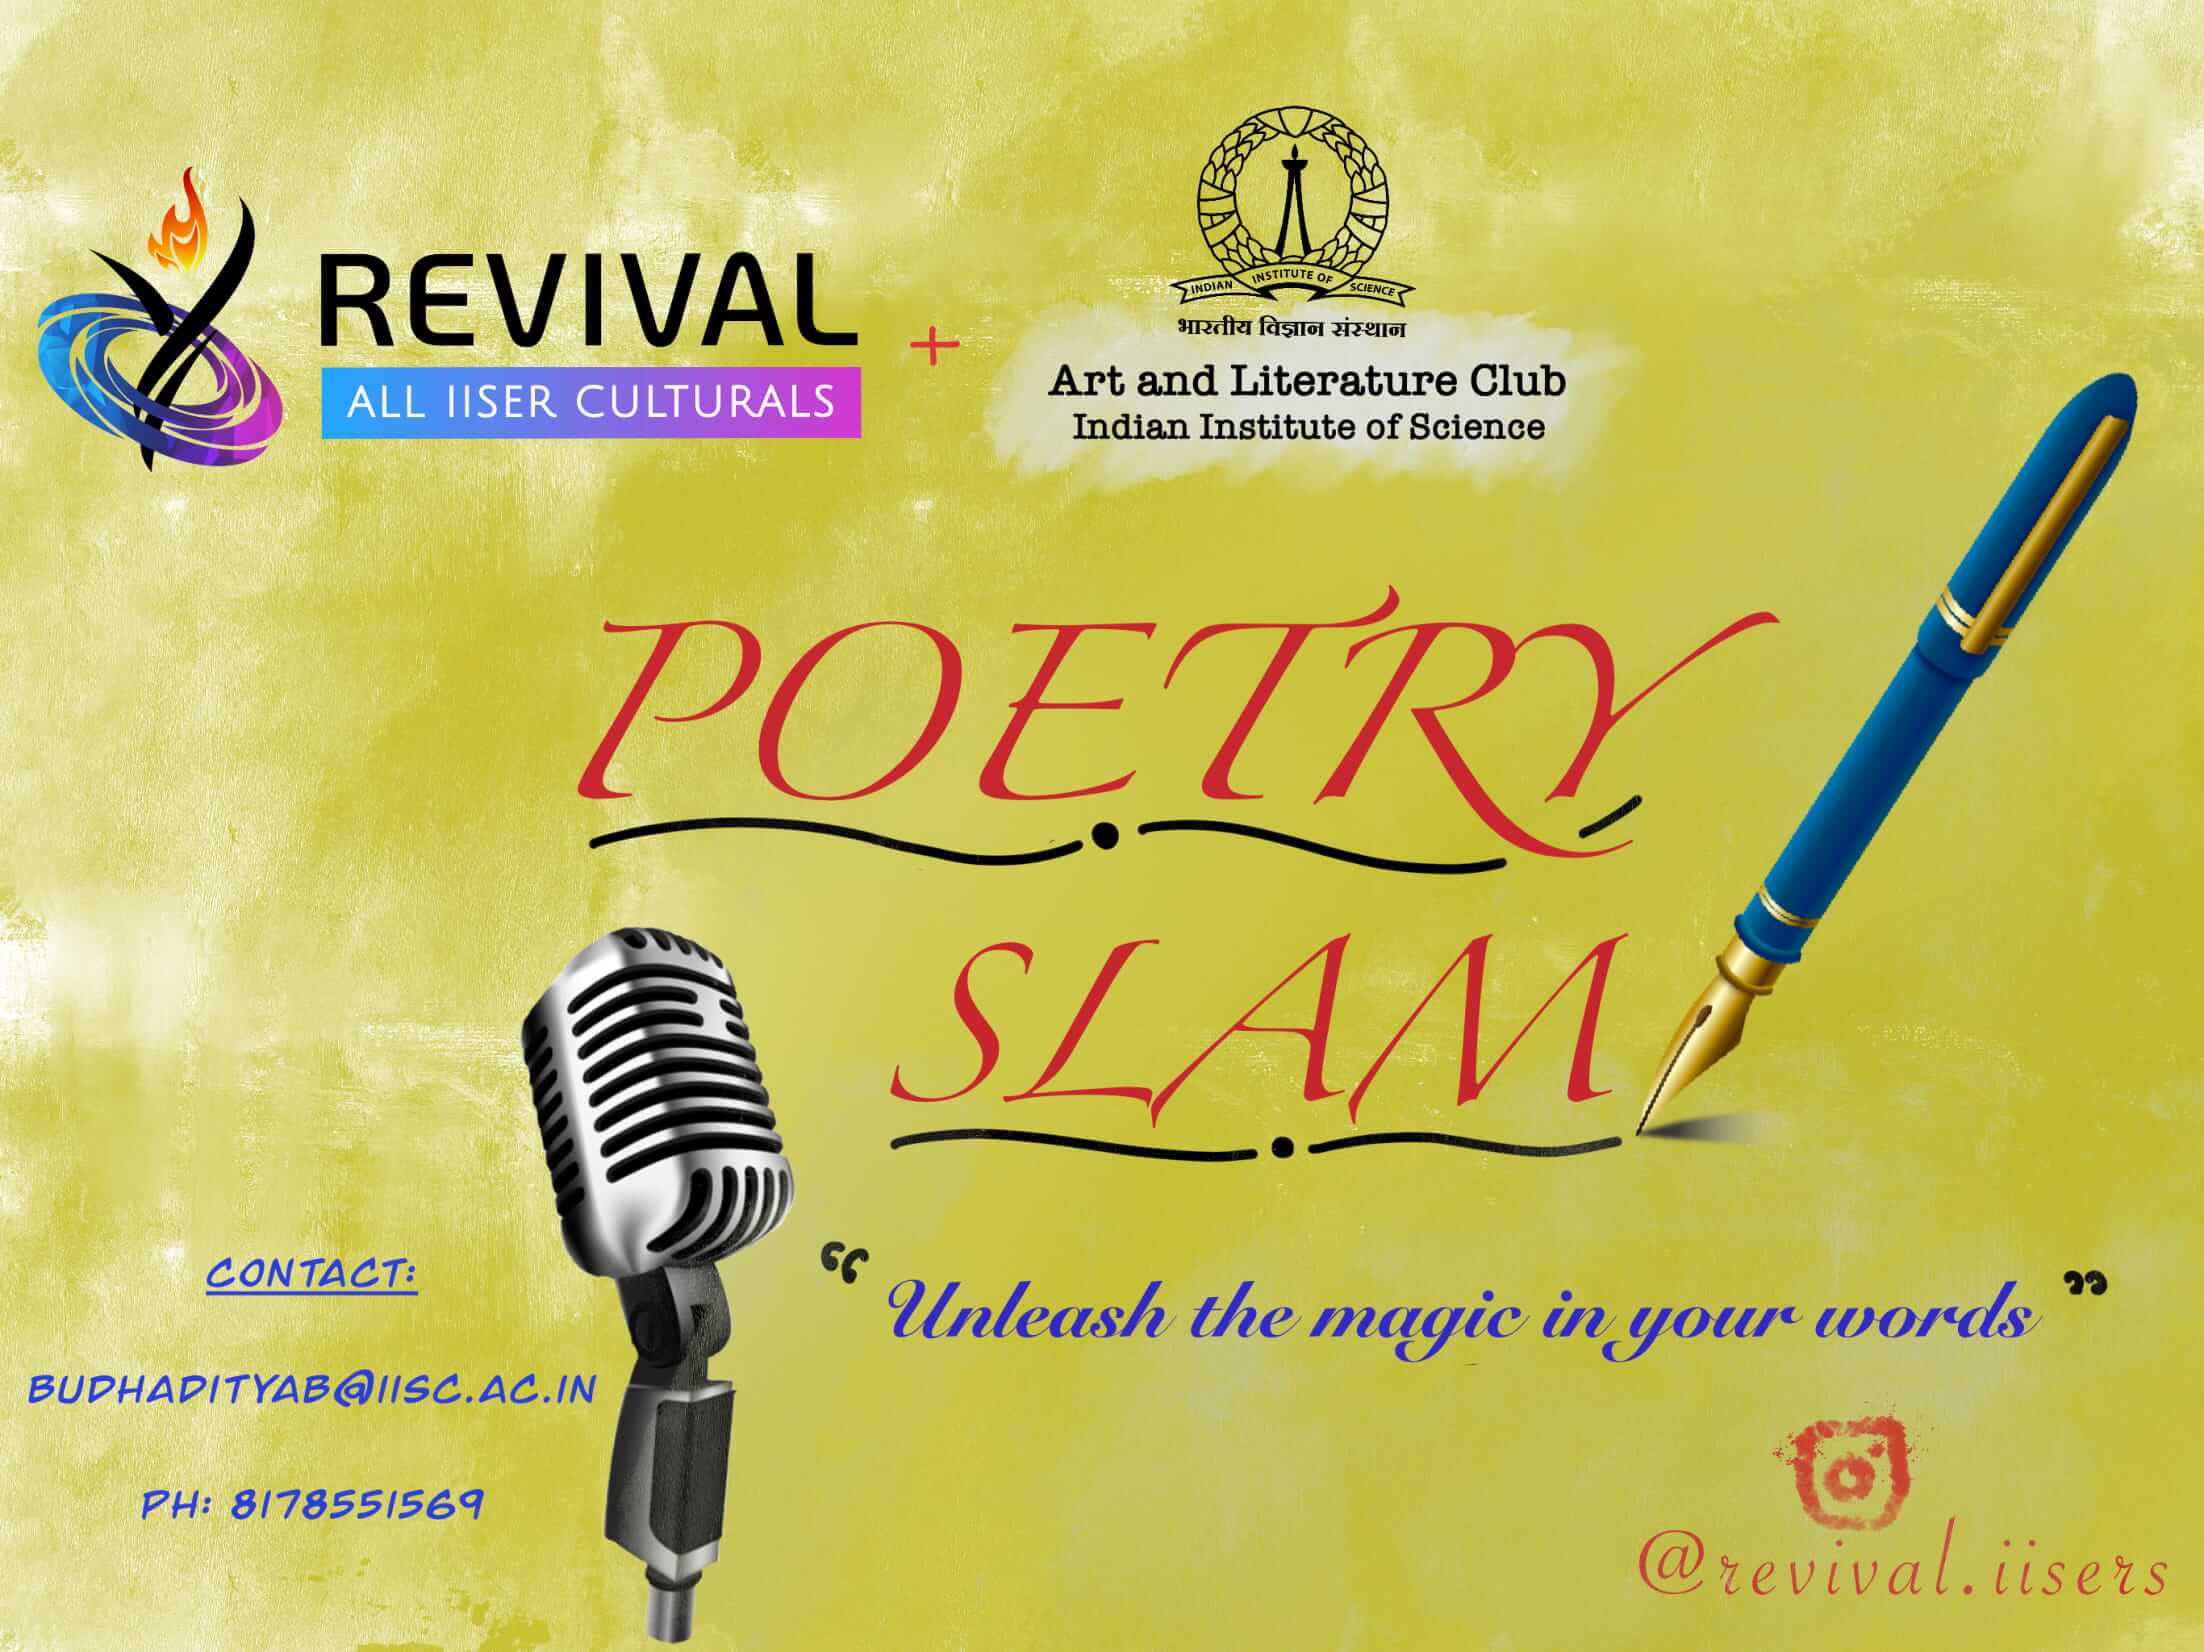 REVIVAL
ALL IISER CULTURALS
+
INDIAN INSTITUTE OF SCIENCE
भारतीय विज्ञान संस्थान
Art and Literature Club
Indian Institute of Science
POETRY
SLAM
“Unleash the magic in your words”
CONTACT:
BUDHADITYAB@IISC.AC.IN
PH: 8178551569
@revival.iisers